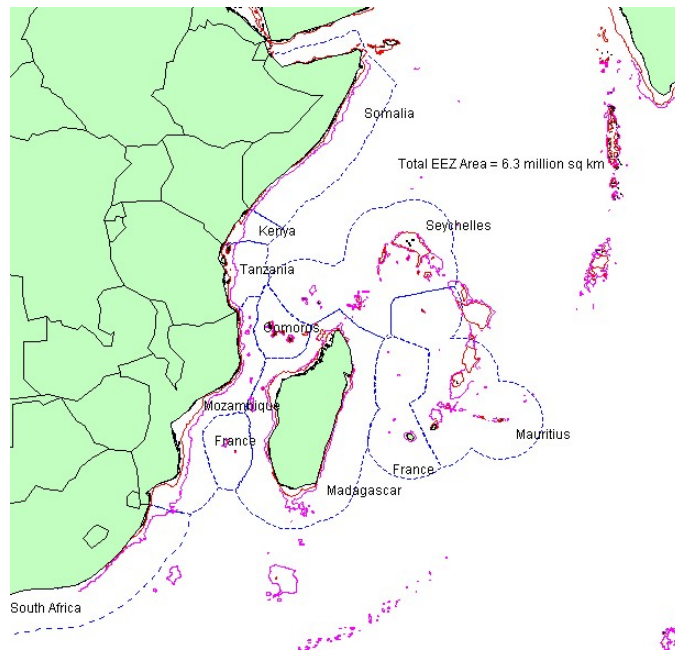 Somalia
Total EEZ Area = 6.3 million sq km
Seychelles
Kenya
Tanzania
Comoros
Mozambique
Mauritius
France
France
Madagascar
South Africa